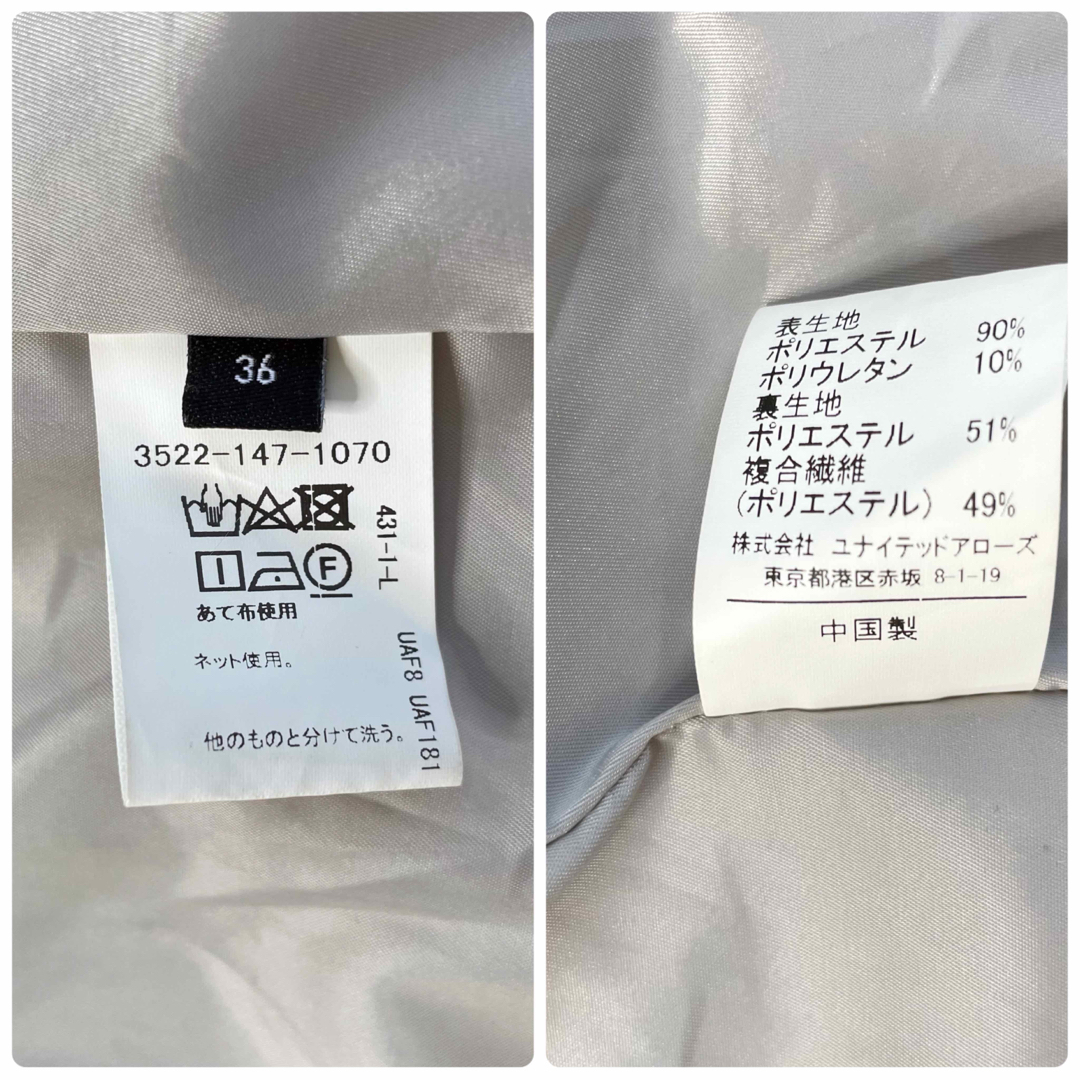 36
3522-147-1070
F
431-1-L
あて布使用
ネット使用。
UAF8 UAF181
他のものと分けて洗う。
表生地
ポリエステル 90%
ポリウレタン 10%
裏生地
ポリエステル 51%
複合繊維
(ポリエステル) 49%
株式会社 ユナイテッドアローズ
東京都港区赤坂 8-1-19
中国製